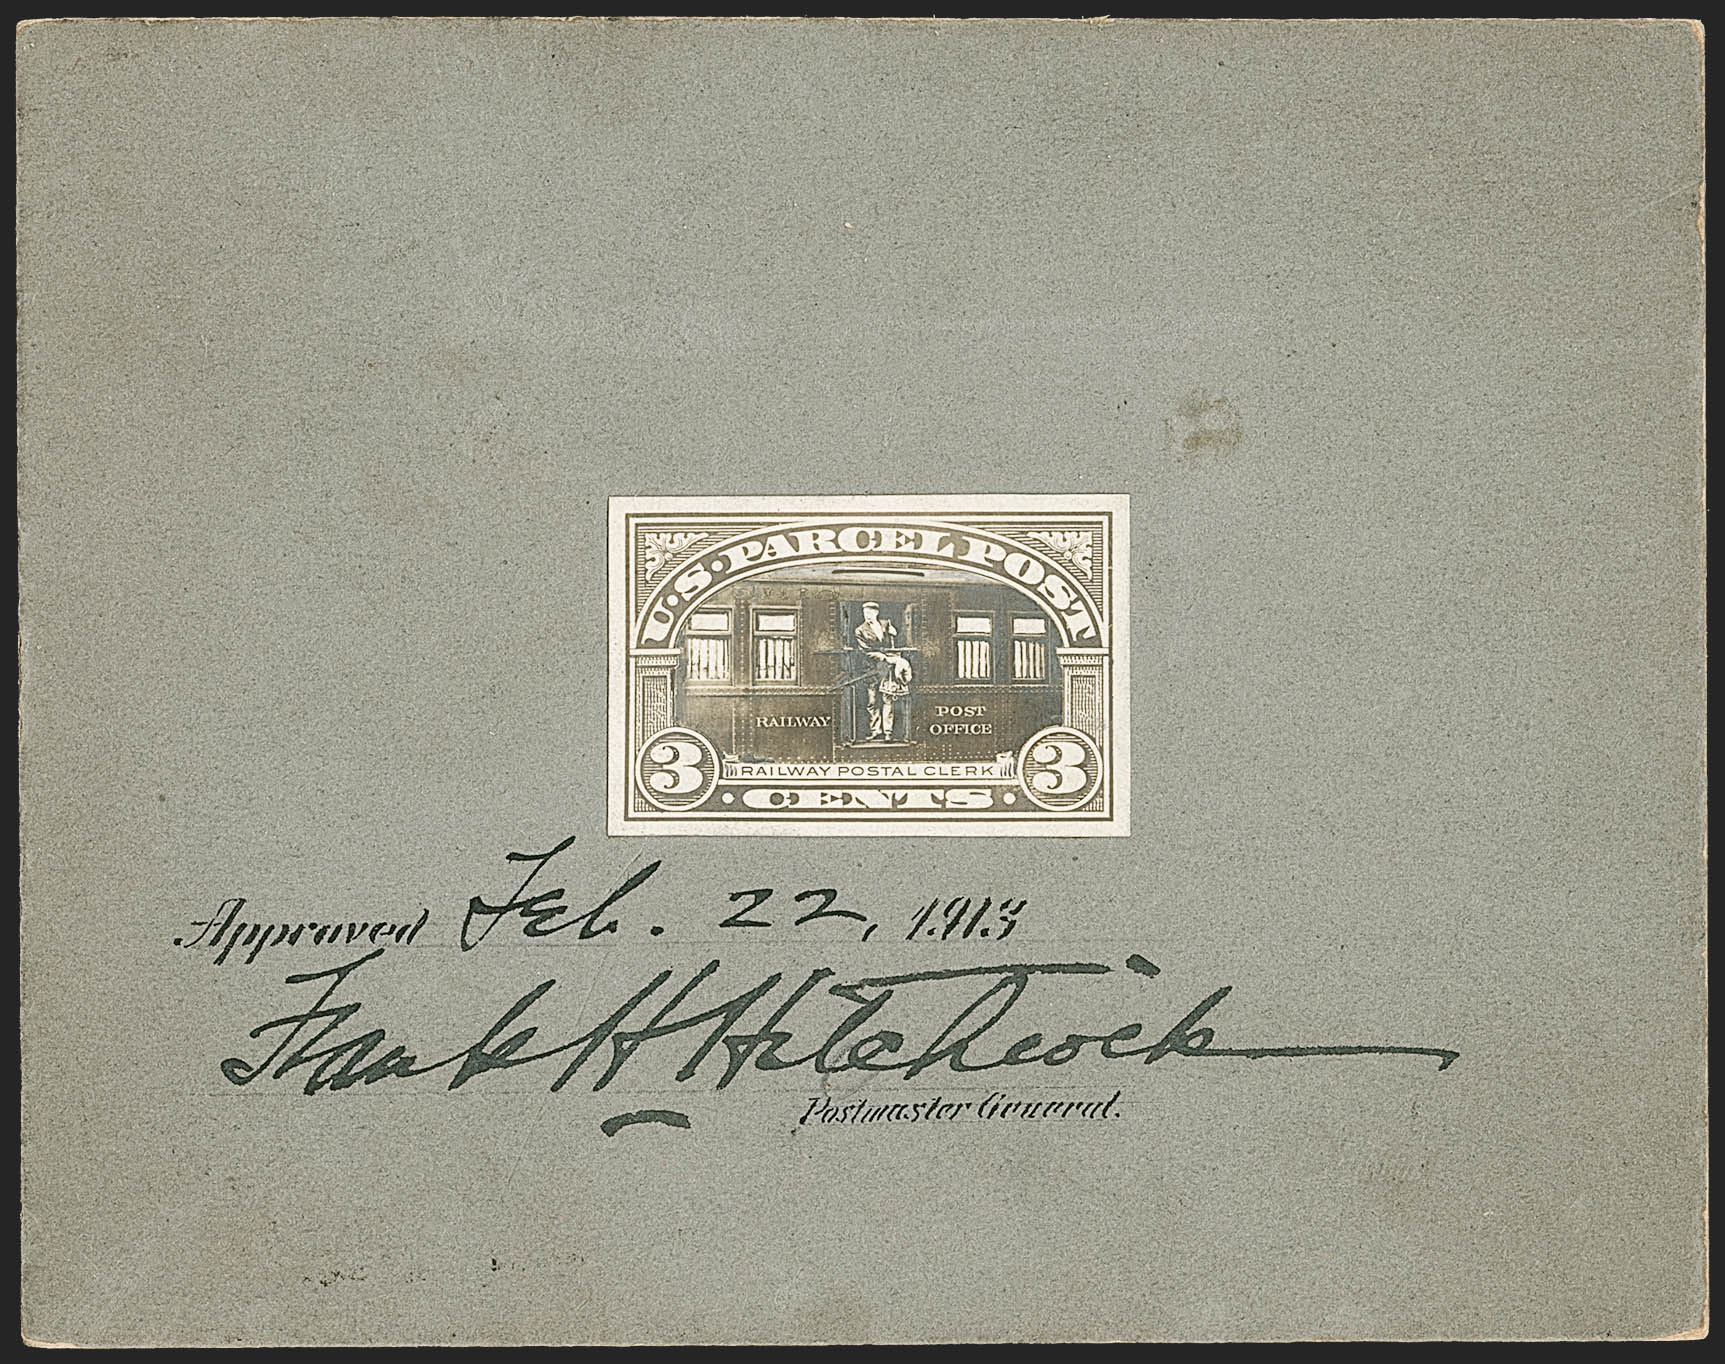 U.S. PARCEL POST
RAILWAY
POST
OFFICE
3 RAILWAY POSTAL CLERK 3
· CENTS ·
Approved Feb. 22, 1913
Frank H Hitchcock
Postmaster General.